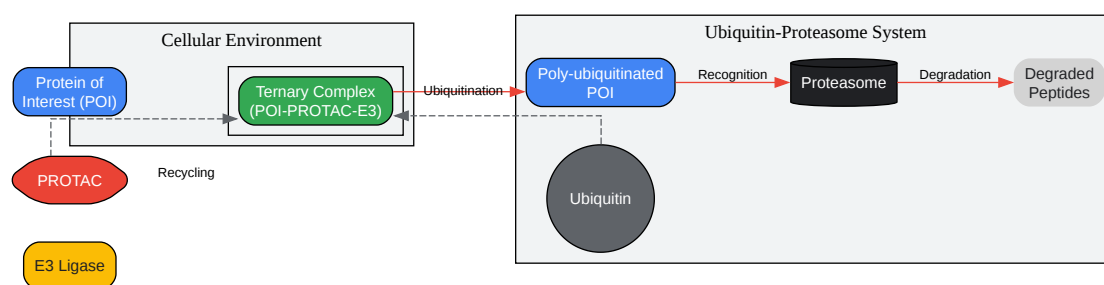 Cellular Environment
Ubiquitin-Proteasome System
Protein of
Interest (POI)
Ternary Complex
(POI-PROTAC-E3)
Ubiquitination
Poly-ubiquitinated
POI
Recognition
Proteasome
Degradation
Degraded
Peptides
PROTAC
Recycling
Ubiquitin
E3 Ligase